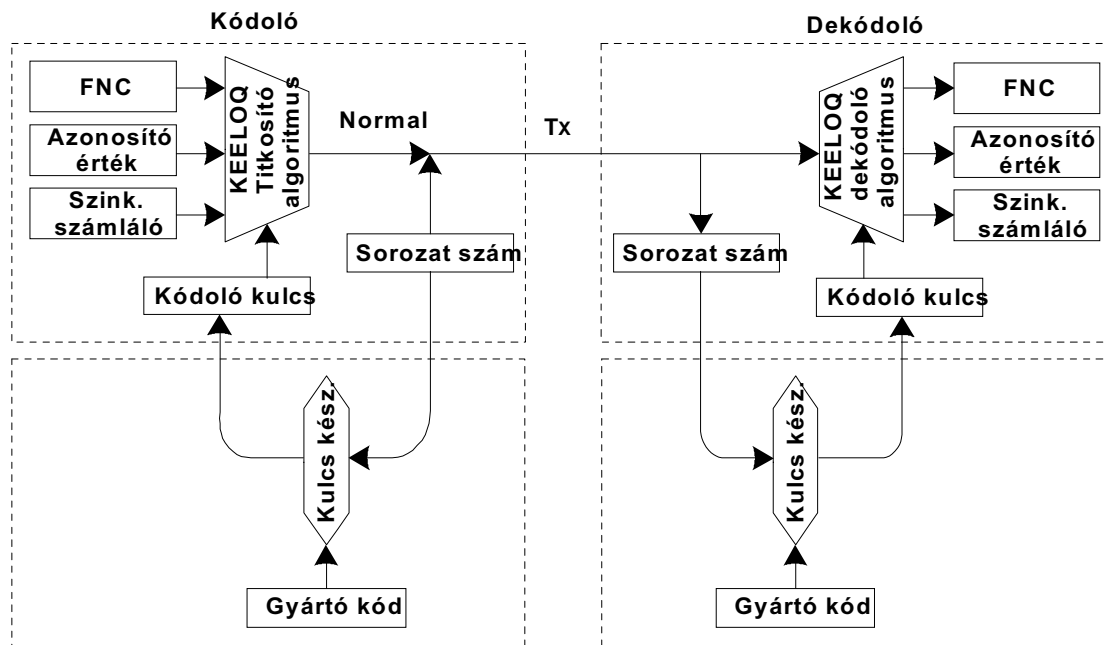 Kódoló
Dekódoló
FNC
Azonosító
érték
Szink.
számláló
KEELOQ
Titkosító
algoritmus
Normal
Tx
KEELOQ
dekódoló
algoritmus
FNC
Azonosító
érték
Szink.
számláló
Sorozat szám
Kódoló kulcs
Sorozat szám
Kódoló kulcs
Kulcs kész.
Kulcs kész.
Gyártó kód
Gyártó kód